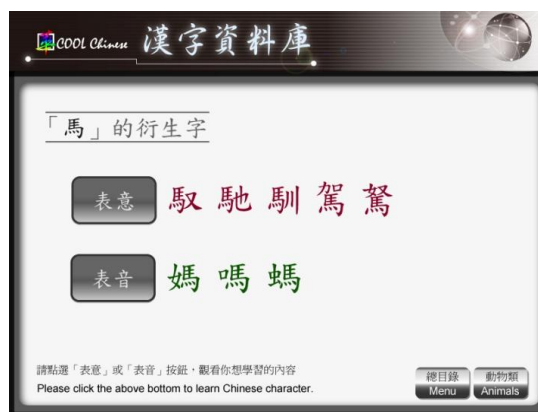 COOL Chinese 漢字資料庫
「馬」的衍生字
表意 馭 馳 馴 駕 駑
表音 媽 嗎 螞
請點選「表意」或「表音」按鈕，觀看你想學習的內容
Please click the above bottom to learn Chinese character.
總目錄 動物類
Menu Animals